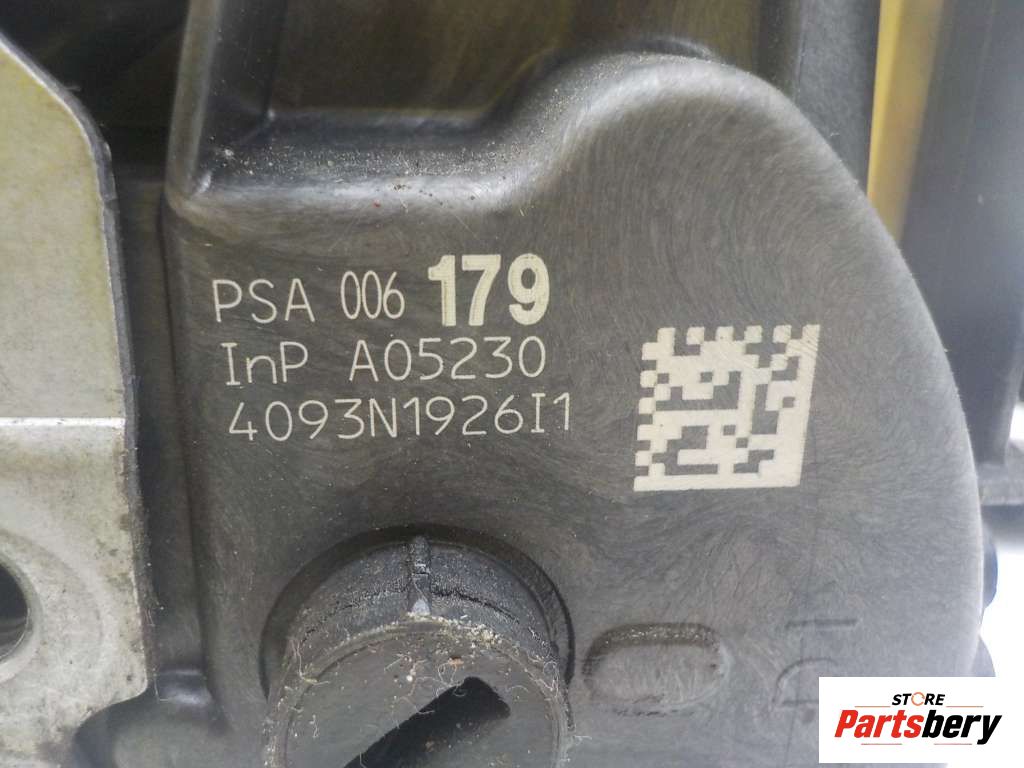 PSA 006 179
InP A05230
4093N1926I1
STORE
Partsbery